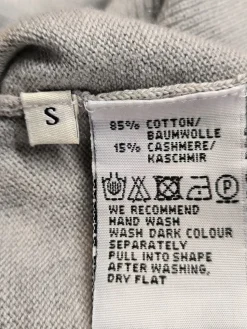 S
85% COTTON/
BAUMWOLLE
15% CASHMERE/
KASCHMIR
P
WE RECOMMEND
HAND WASH
WASH DARK COLOUR
SEPARATELY
PULL INTO SHAPE
AFTER WASHING,
DRY FLAT